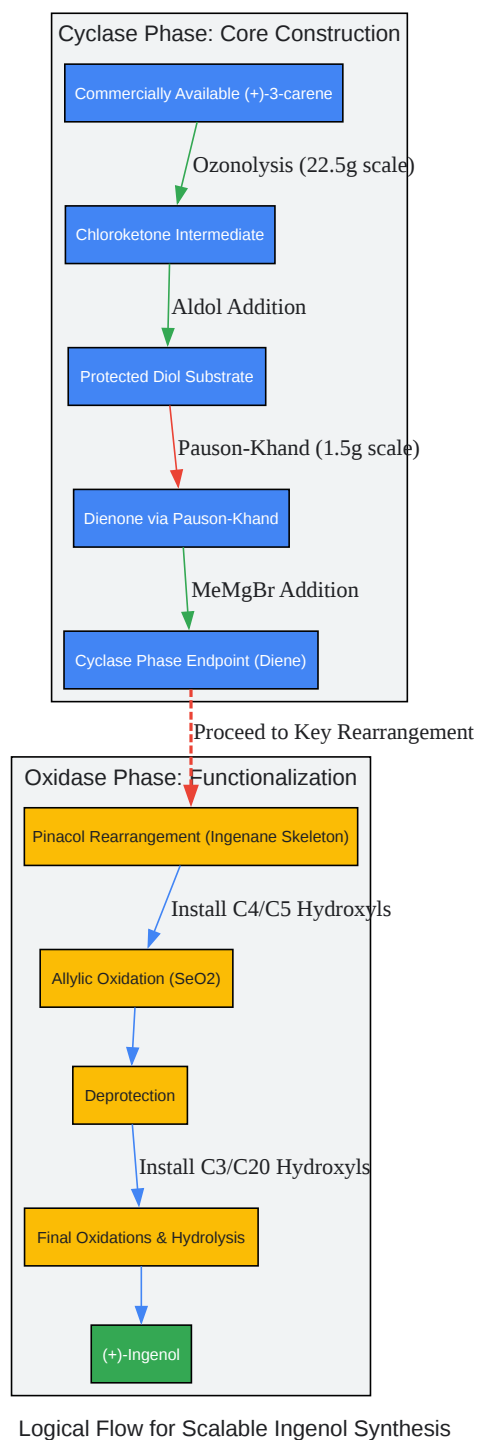 Cyclase Phase: Core Construction
Commercially Available (+)-3-carene
Ozonolysis (22.5g scale)
Chloroketone Intermediate
Aldol Addition
Protected Diol Substrate
Pauson-Khand (1.5g scale)
Dienone via Pauson-Khand
MeMgBr Addition
Cyclase Phase Endpoint (Diene)
Proceed to Key Rearrangement
Oxidase Phase: Functionalization
Pinacol Rearrangement (Ingenane Skeleton)
Install C4/C5 Hydroxyls
Allylic Oxidation (SeO2)
Deprotection
Install C3/C20 Hydroxyls
Final Oxidations & Hydrolysis
(+)-Ingenol
Logical Flow for Scalable Ingenol Synthesis